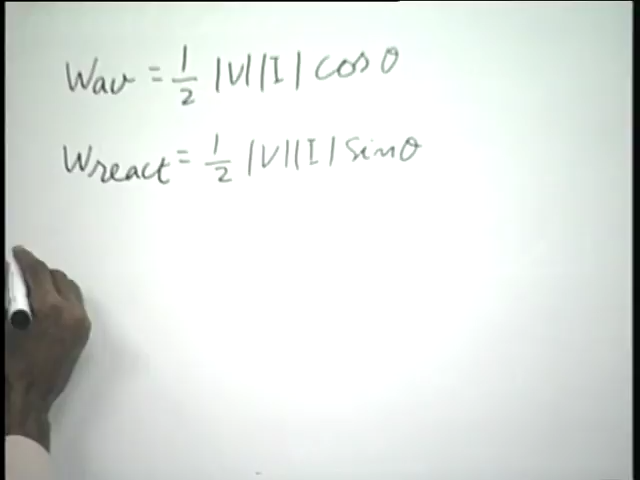 Wav = 1/2 |V||I| cos θ
Wreact = 1/2 |V||I| sin θ